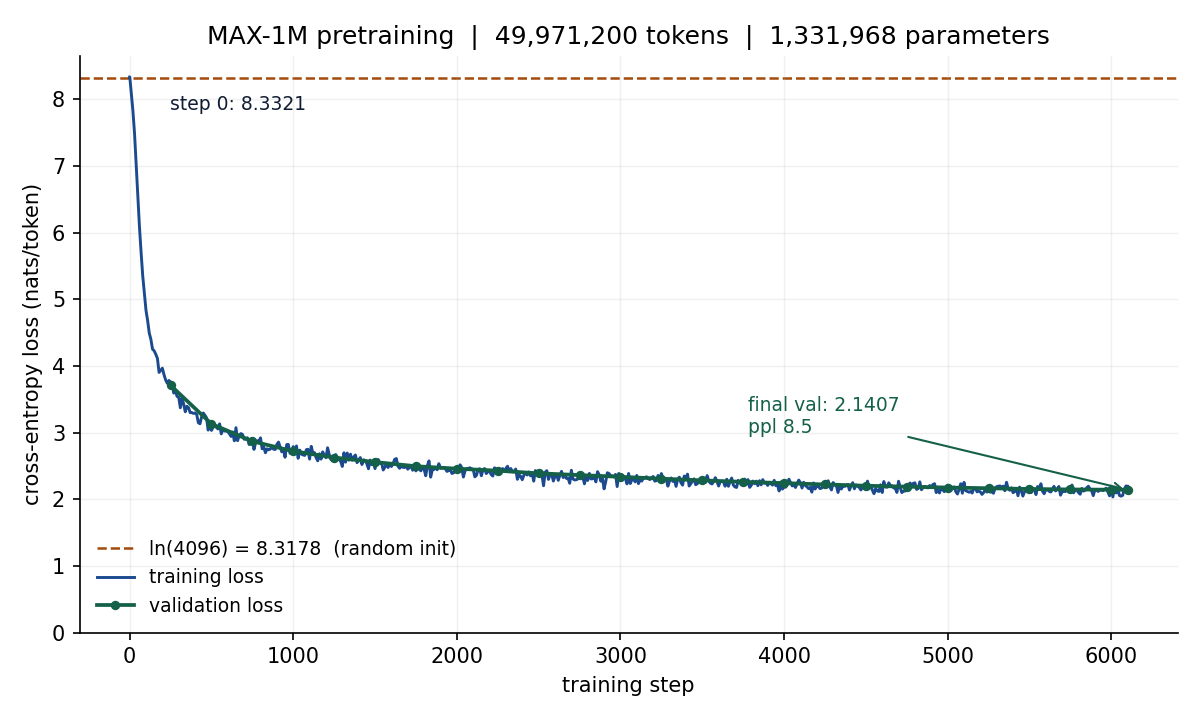 MAX-1M pretraining | 49,971,200 tokens | 1,331,968 parameters
cross-entropy loss (nats/token)
8
7
6
5
4
3
2
1
0
step 0: 8.3321
final val: 2.1407
ppl 8.5
ln(4096) = 8.3178 (random init)
training loss
validation loss
0 1000 2000 3000 4000 5000 6000
training step